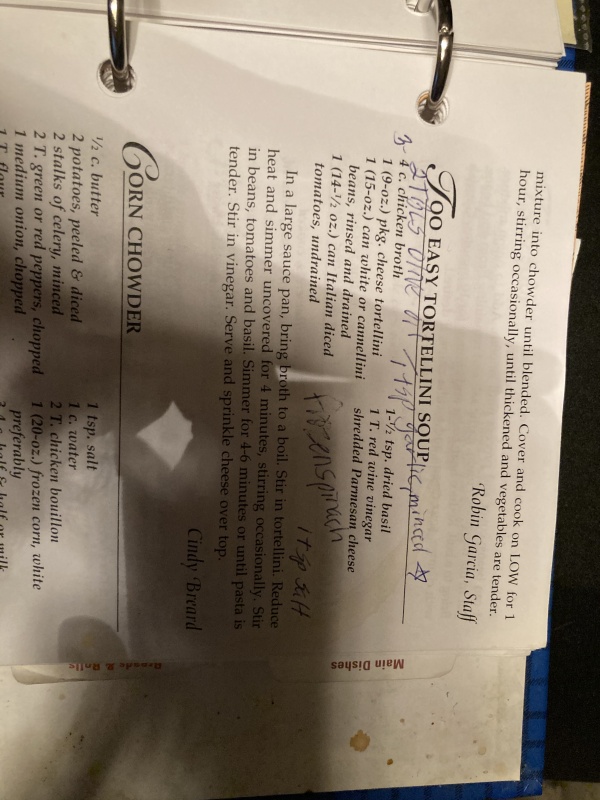 mixture into chowder until blended. Cover and cook on LOW for 1
hour, stirring occasionally, until thickened and vegetables are tender.
Robin Garcia, Staff
TOO EASY TORTELLINI SOUP
2 Tbls olive oil, 1 tsp garlic, minced ☆
3- 4 c. chicken broth
1 (9-oz.) pkg. cheese tortellini
1 (15-oz.) can white or cannellini
beans, rinsed and drained
1 (14-½ oz.) can Italian diced
tomatoes, undrained
1-½ tsp. dried basil
1 T. red wine vinegar
shredded Parmesan cheese
frozen spinach
1 tsp salt
In a large sauce pan, bring broth to a boil. Stir in tortellini. Reduce
heat and simmer uncovered for 4 minutes, stirring occasionally. Stir
in beans, tomatoes and basil. Simmer for 4-6 minutes or until pasta is
tender. Stir in vinegar. Serve and sprinkle cheese over top.
Cindy Breard
CORN CHOWDER
½ c. butter
2 potatoes, peeled & diced
2 stalks of celery, minced
2 T. green or red peppers, chopped
1 medium onion, chopped
1 T. flour
1 tsp. salt
1 c. water
2 T. chicken bouillon
1 (20-oz.) frozen corn, white
preferably
half & half or milk
Main Dishes
Breads & Rolls